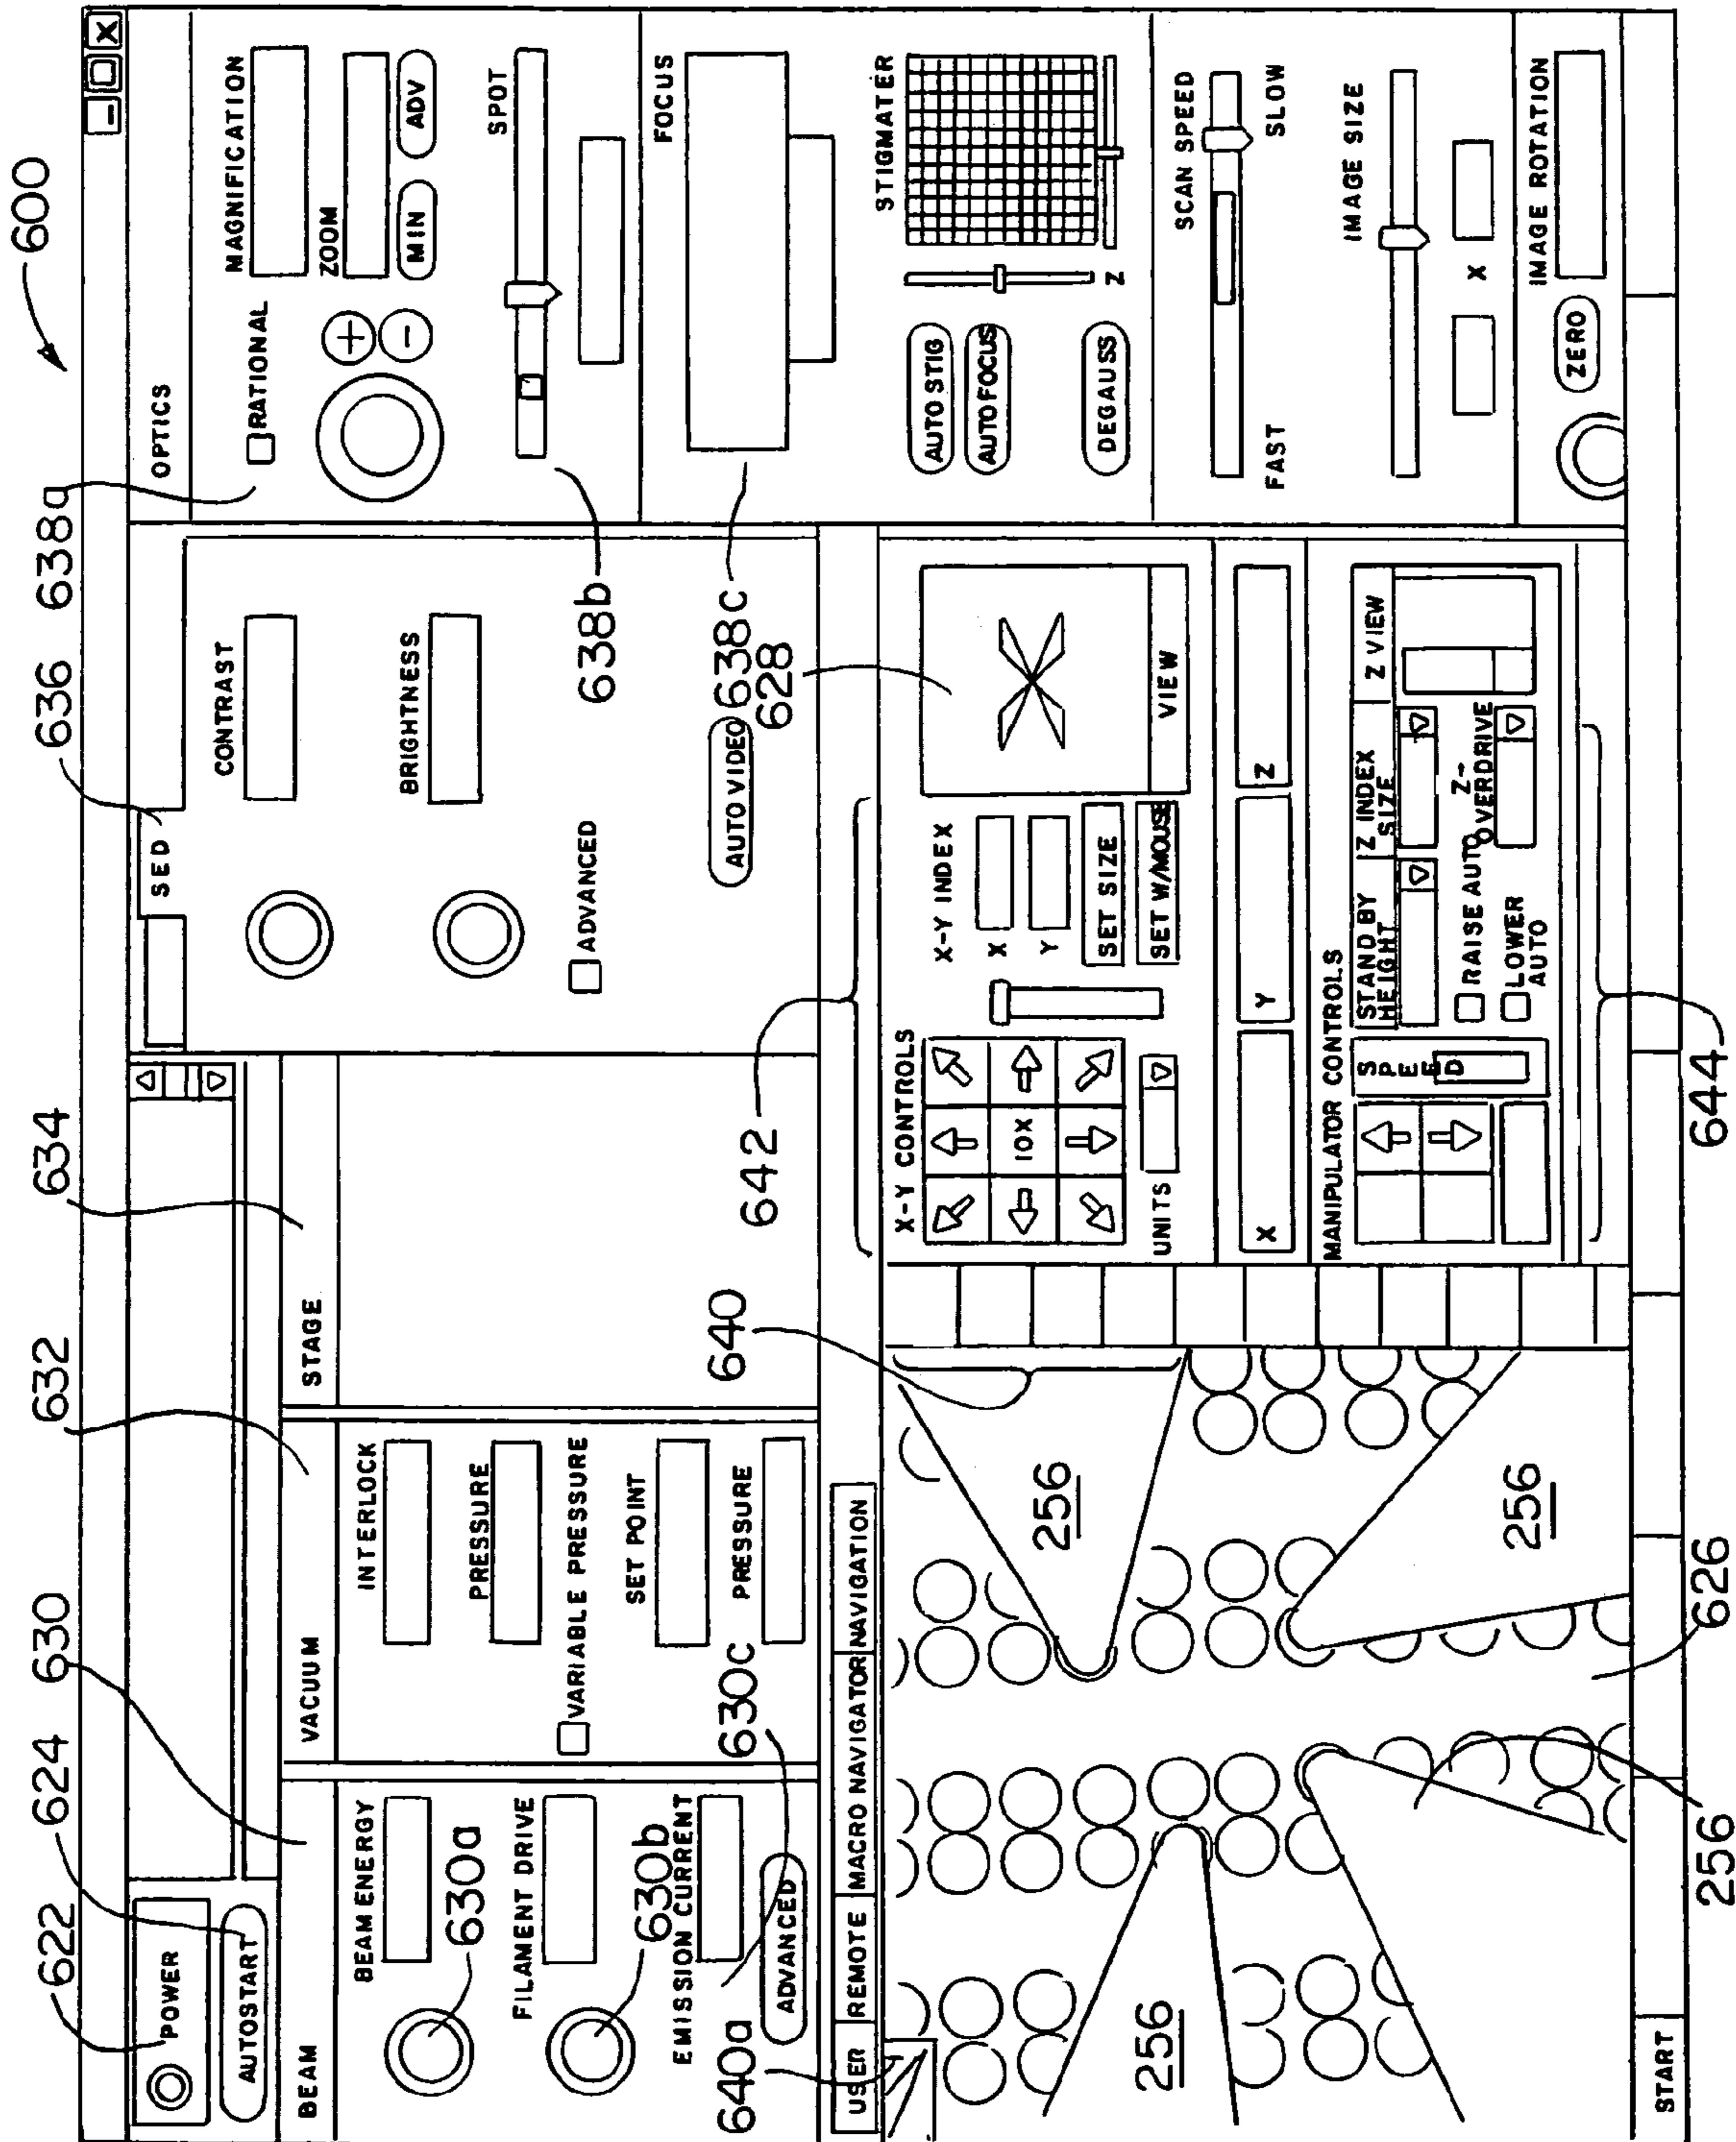 600
622
624
630
632
634
636
638a
POWER
AUTOSTART
BEAM
BEAM ENERGY
630a
FILAMENT DRIVE
630b
EMISSION CURRENT
ADVANCED
630c
VACUUM
INTERLOCK
PRESSURE
VARIABLE PRESSURE
SET POINT
PRESSURE
STAGE
SED
CONTRAST
BRIGHTNESS
ADVANCED
AUTO VIDEO
OPTICS
RATIONAL
MAGNIFICATION
ZOOM
+
-
MIN
ADV
SPOT
638b
638c
628
FOCUS
AUTO STIG
AUTO FOCUS
DEGAUSS
STIGMATER
Z
SCAN SPEED
FAST
SLOW
IMAGE SIZE
X
IMAGE ROTATION
ZERO
640a
640
642
USER
REMOTE
MACRO NAVIGATOR
NAVIGATION
256
256
256
256
626
X-Y CONTROLS
10X
UNITS
X-Y INDEX
X
Y
SET SIZE
SET W/MOUSE
VIEW
X
Y
Z
MANIPULATOR CONTROLS
SPEED
STAND BY
HEIGHT
Z INDEX
SIZE
Z VIEW
RAISE AUTO
LOWER
AUTO
Z-
OVERDRIVE
644
START